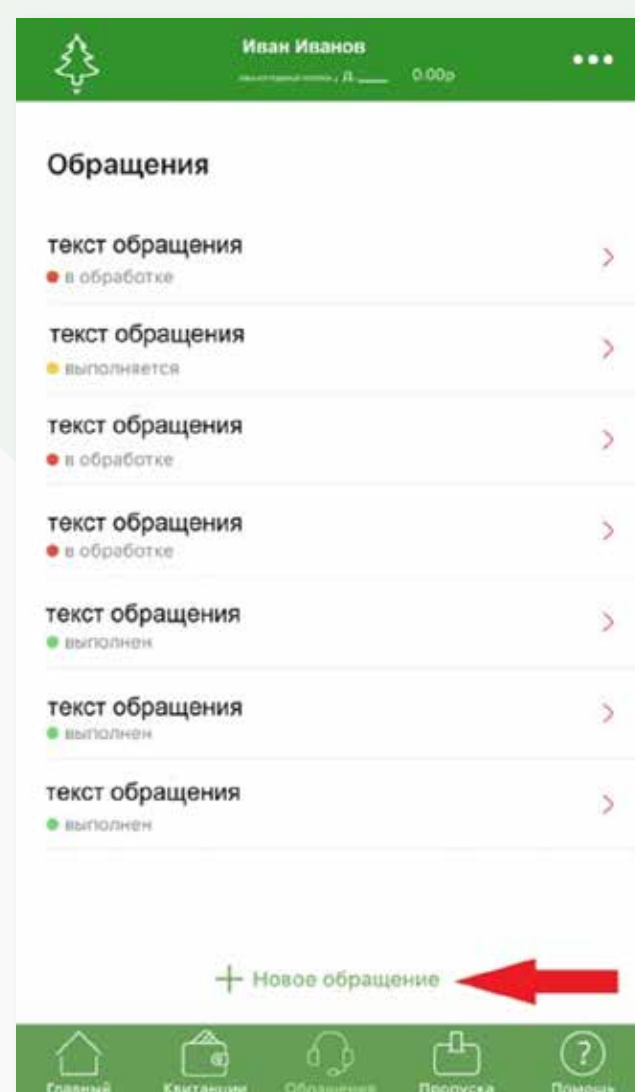 Иван Иванов
, д. 0.00р
Обращения
текст обращения
в обработке
текст обращения
выполняется
текст обращения
в обработке
текст обращения
в обработке
текст обращения
выполнен
текст обращения
выполнен
текст обращения
выполнен
+ Новое обращение
Главный Квитанции Обращения Пропуска Помощь